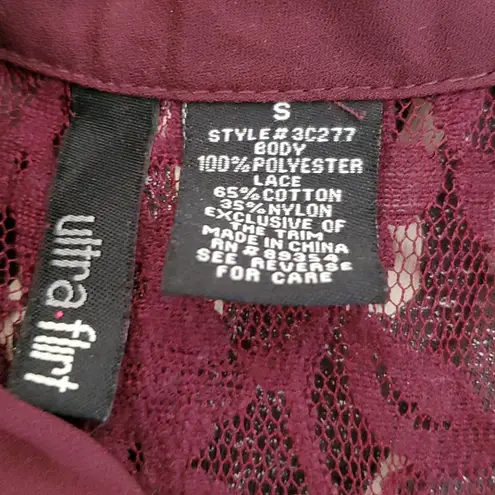 ultra flirt
S
STYLE# 3C277
BODY
100% POLYESTER
LACE
65% COTTON
35% NYLON
EXCLUSIVE OF
THE TRIM
MADE IN CHINA
RN# 89354
SEE REVERSE
FOR CARE